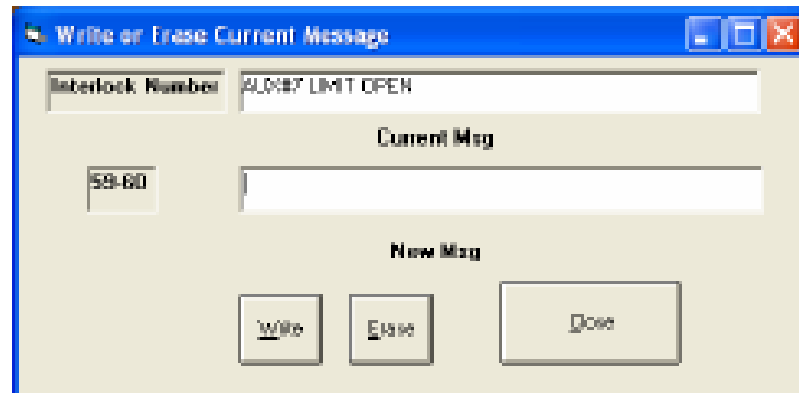 Write or Erase Current Message
Interlock Number
AUX#7 LIMIT OPEN
Current Msg
59-60
New Msg
Write
Erase
Close